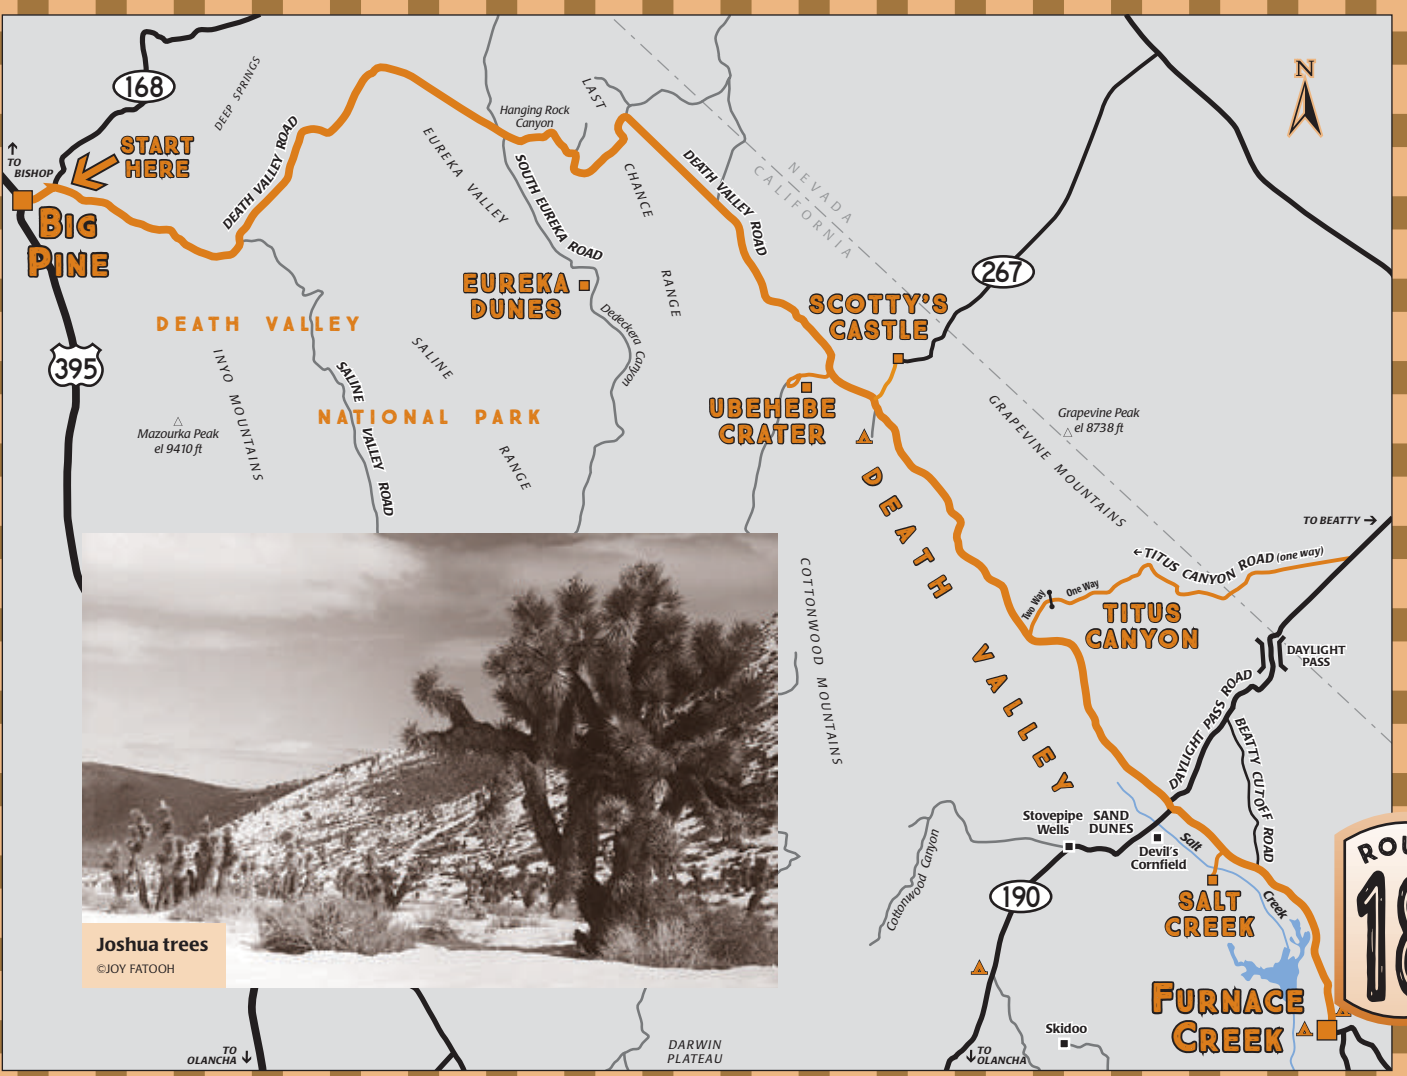 168
DEEP SPRINGS
START
HERE
TO
BISHOP
BIG
PINE
395
DEATH VALLEY ROAD
Hanging Rock
Canyon
LAST
CHANCE
RANGE
EUREKA VALLEY
SOUTH EUREKA ROAD
DEATH VALLEY ROAD
NEVADA
CALIFORNIA
N
267
EUREKA
DUNES
Dedeckera Canyon
SCOTTY'S
CASTLE
UBEHEBE
CRATER
DEATH VALLEY
NATIONAL PARK
INYO MOUNTAINS
Mazourka Peak
el 9410 ft
SALINE VALLEY ROAD
SALINE
RANGE
GRAPEVINE MOUNTAINS
Grapevine Peak
el 8738 ft
DEATH
VALLEY
TO BEATTY
TITUS CANYON ROAD (one way)
Two Way
One Way
TITUS
CANYON
COTTONWOOD MOUNTAINS
DAYLIGHT
PASS
DAYLIGHT PASS ROAD
BEATTY CUTOFF ROAD
Stovepipe
Wells
SAND
DUNES
Devil's
Cornfield
Salt
Creek
Cottonwood Canyon
190
SALT
CREEK
FURNACE
CREEK
ROU
18
Skidoo
TO
OLANCHA
DARWIN
PLATEAU
TO
OLANCHA
Joshua trees
©JOY FATOOH